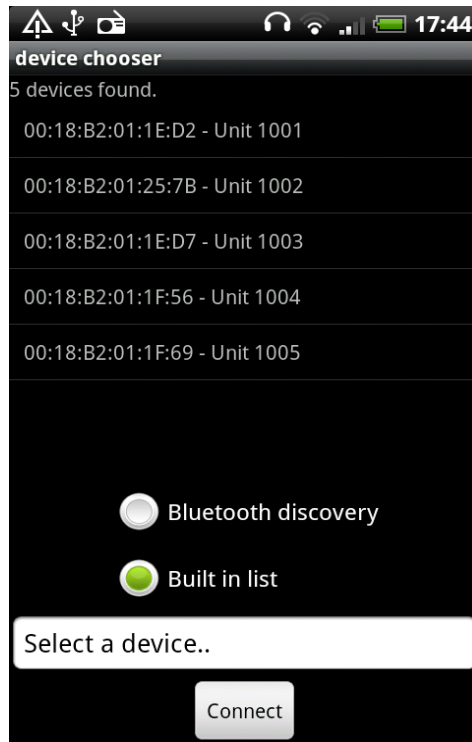 17:44
device chooser
5 devices found.
00:18:B2:01:1E:D2 - Unit 1001
00:18:B2:01:25:7B - Unit 1002
00:18:B2:01:1E:D7 - Unit 1003
00:18:B2:01:1F:56 - Unit 1004
00:18:B2:01:1F:69 - Unit 1005
Bluetooth discovery
Built in list
Select a device..
Connect